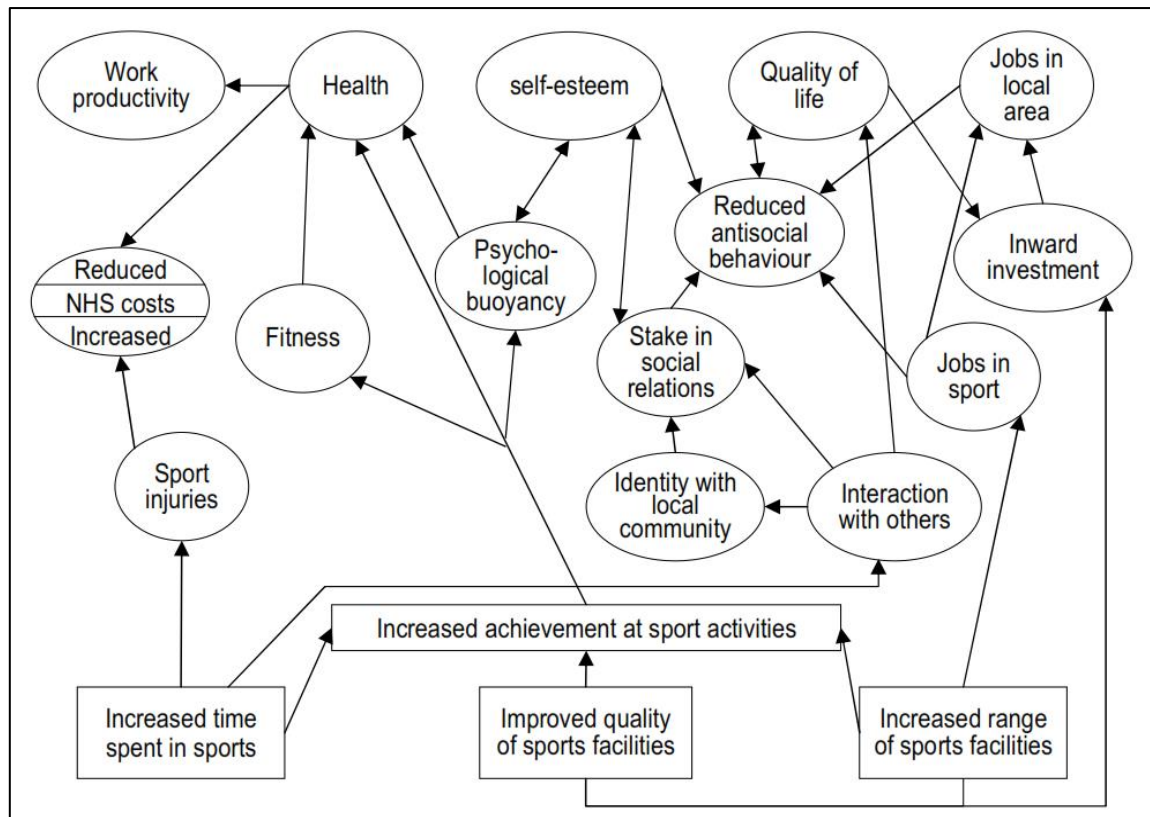 Work
productivity
Health
self-esteem
Quality of
life
Jobs in
local
area
Reduced
antisocial
behaviour
Psycho-
logical
buoyancy
Inward
investment
Reduced
NHS costs
Increased
Fitness
Stake in
social
relations
Jobs in
sport
Sport
injuries
Identity with
local
community
Interaction
with others
Increased achievement at sport activities
Increased time
spent in sports
Improved quality
of sports facilities
Increased range
of sports facilities